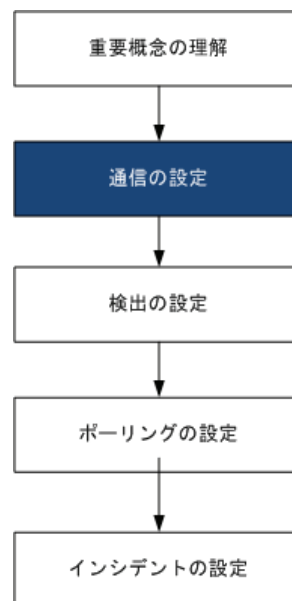 重要概念の理解
通信の設定
検出の設定
ポーリングの設定
インシデントの設定